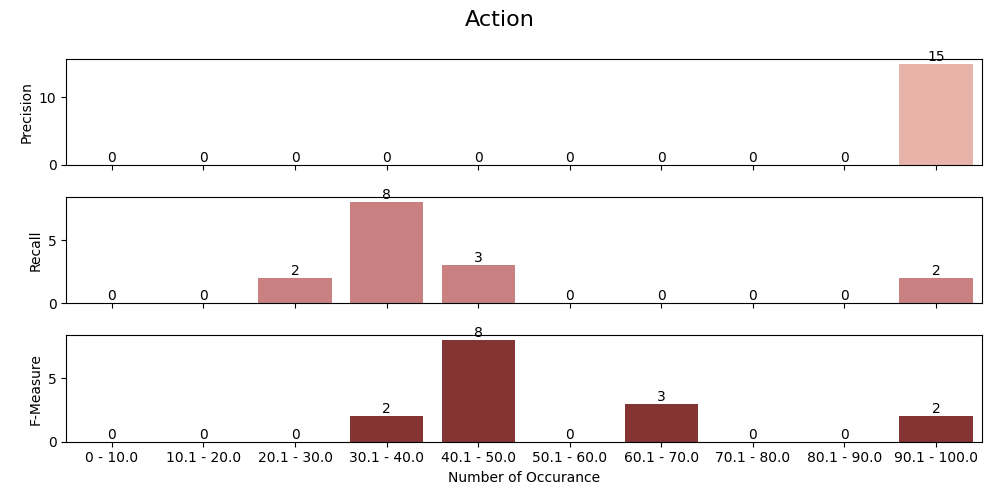 Action
Precision
10
0
0 0 0 0 0 0 0 0 0 15
Recall
5
0
0 0 2 8 3 0 0 0 0 2
F-Measure
5
0
0 0 0 2 8 0 3 0 0 2
0 - 10.0 10.1 - 20.0 20.1 - 30.0 30.1 - 40.0 40.1 - 50.0 50.1 - 60.0 60.1 - 70.0 70.1 - 80.0 80.1 - 90.0 90.1 - 100.0
Number of Occurance